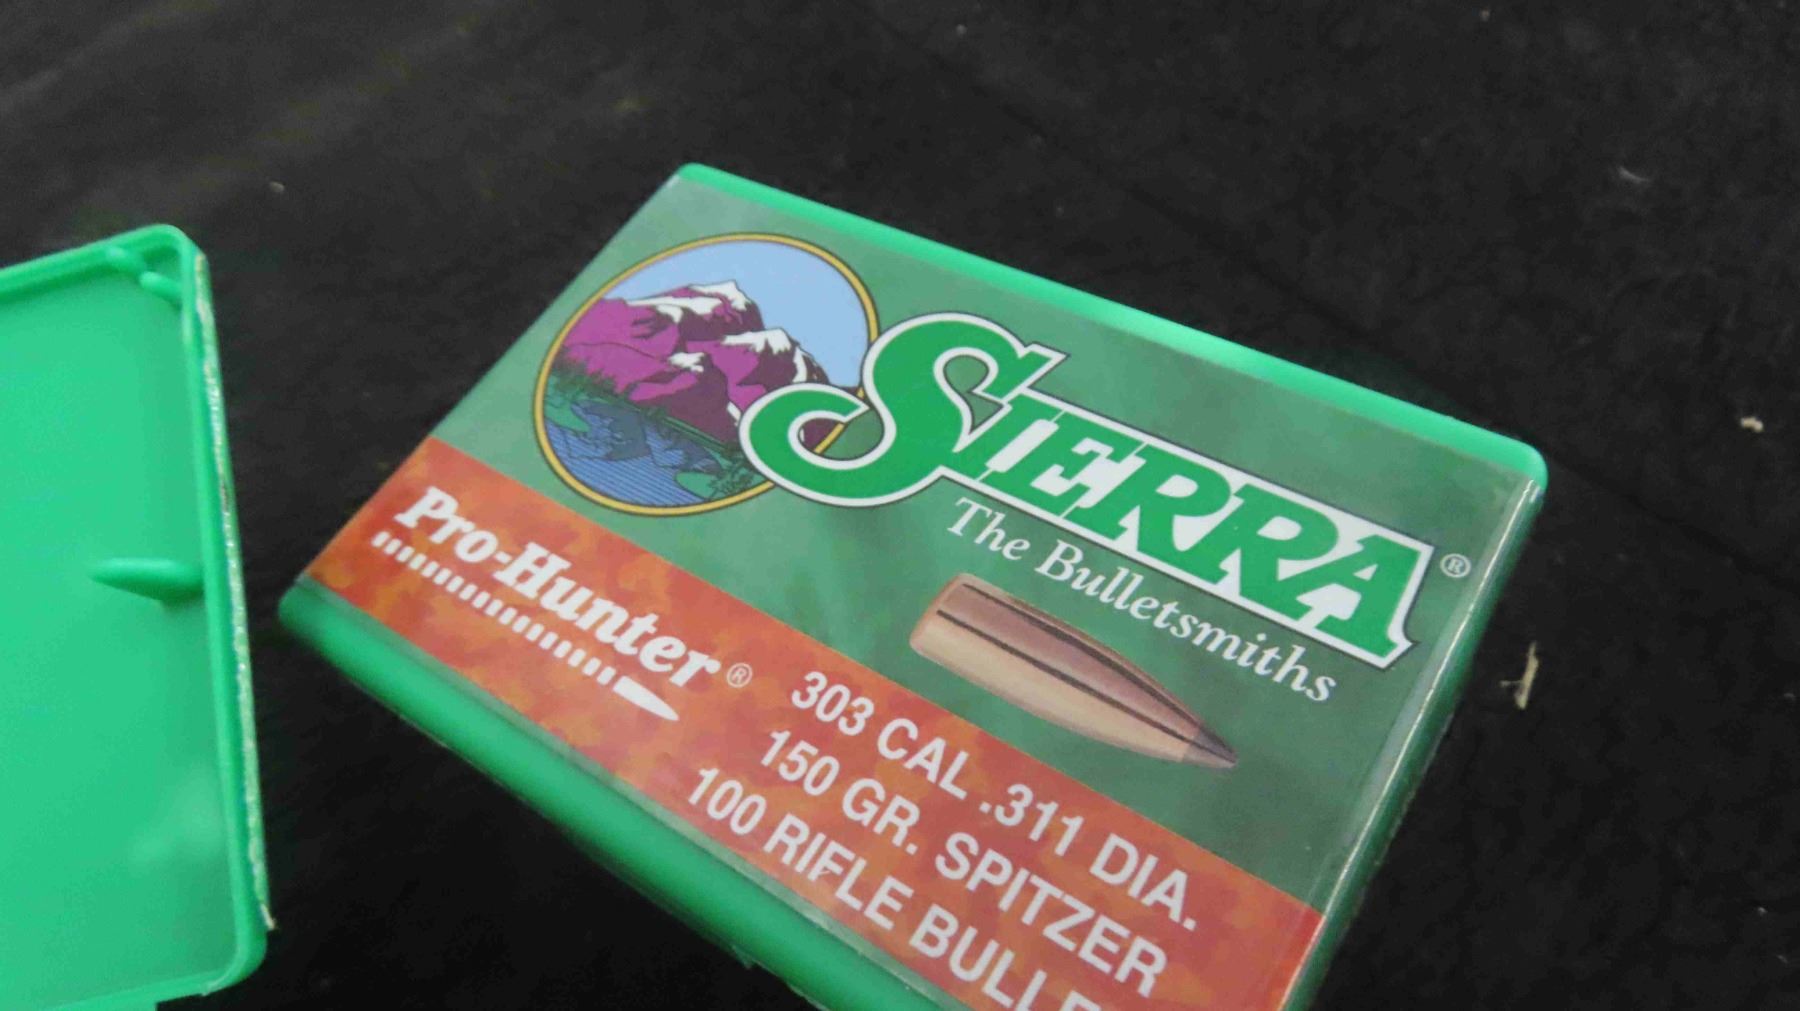 SIERRA®
The Bulletsmiths
Pro-Hunter®
303 CAL .311 DIA.
150 GR. SPITZER
100 RIFLE